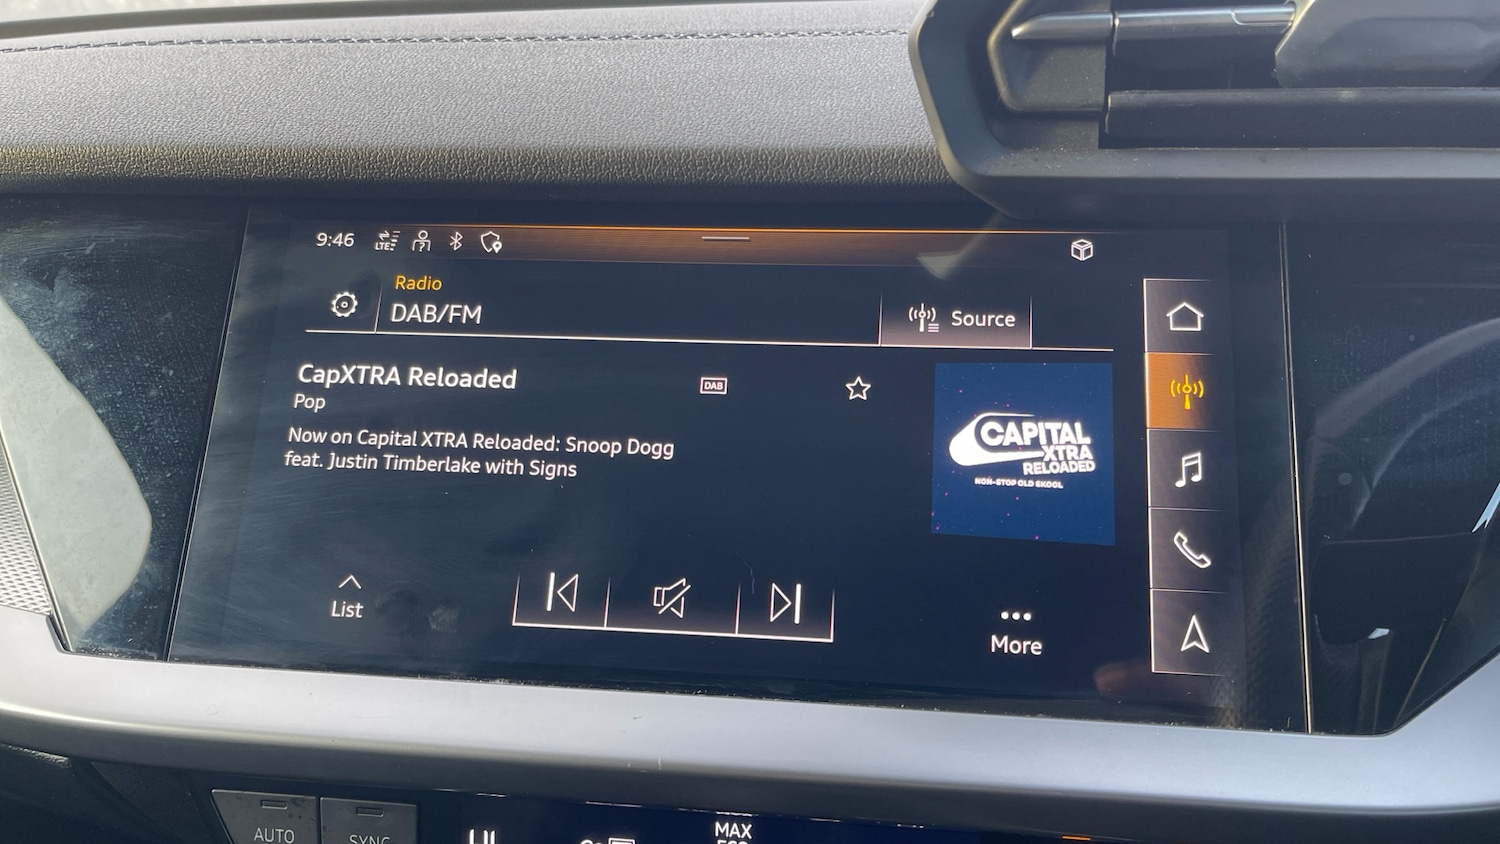 9:46
LTE
Radio
DAB/FM
Source
CapXTRA Reloaded
DAB
Pop
Now on Capital XTRA Reloaded: Snoop Dogg
feat. Justin Timberlake with Signs
CAPITAL
XTRA
RELOADED
NON-STOP OLD SKOOL
List
More
AUTO
SYNC
MAX